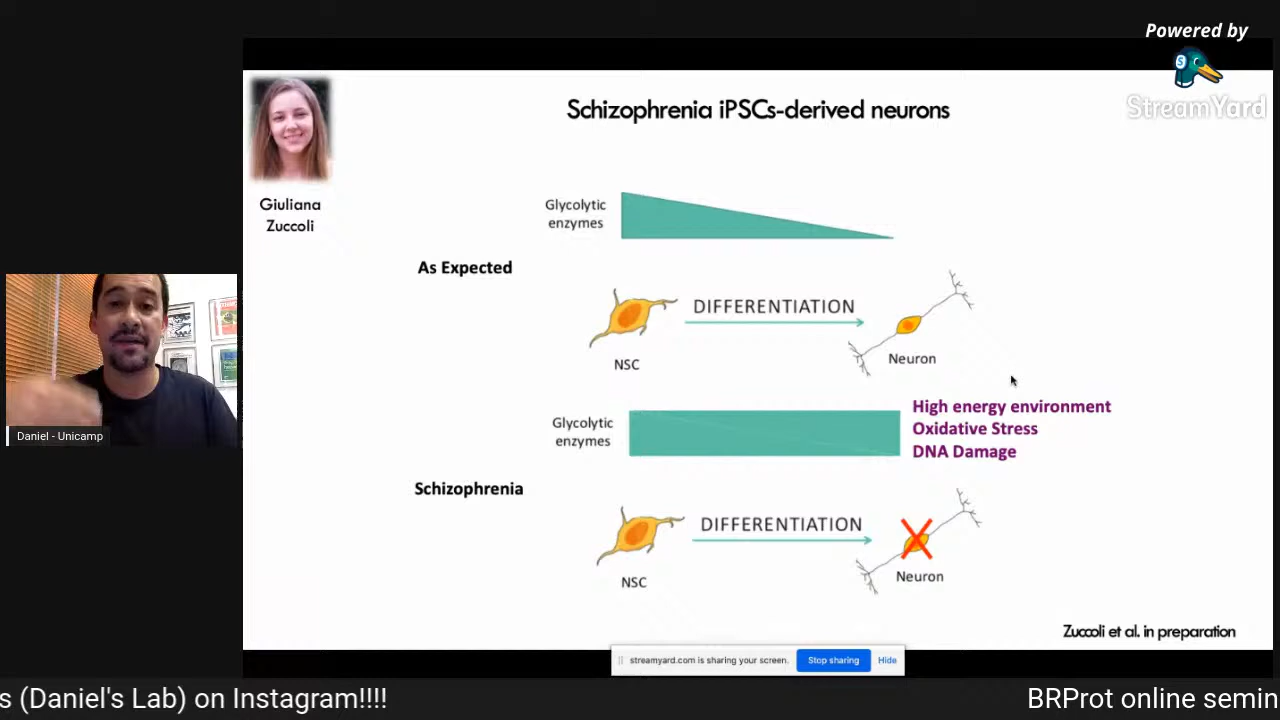 Powered by
StreamYard
Schizophrenia iPSCs-derived neurons
Giuliana
Zuccoli
Glycolytic
enzymes
As Expected
DIFFERENTIATION
NSC
Neuron
Glycolytic
enzymes
High energy environment
Oxidative Stress
DNA Damage
Schizophrenia
DIFFERENTIATION
NSC
Neuron
Daniel - Unicamp
Zuccoli et al. in preparation
streamyard.com is sharing your screen.
Stop sharing
Hide
s (Daniel's Lab) on Instagram!!!!
BRProt online semin